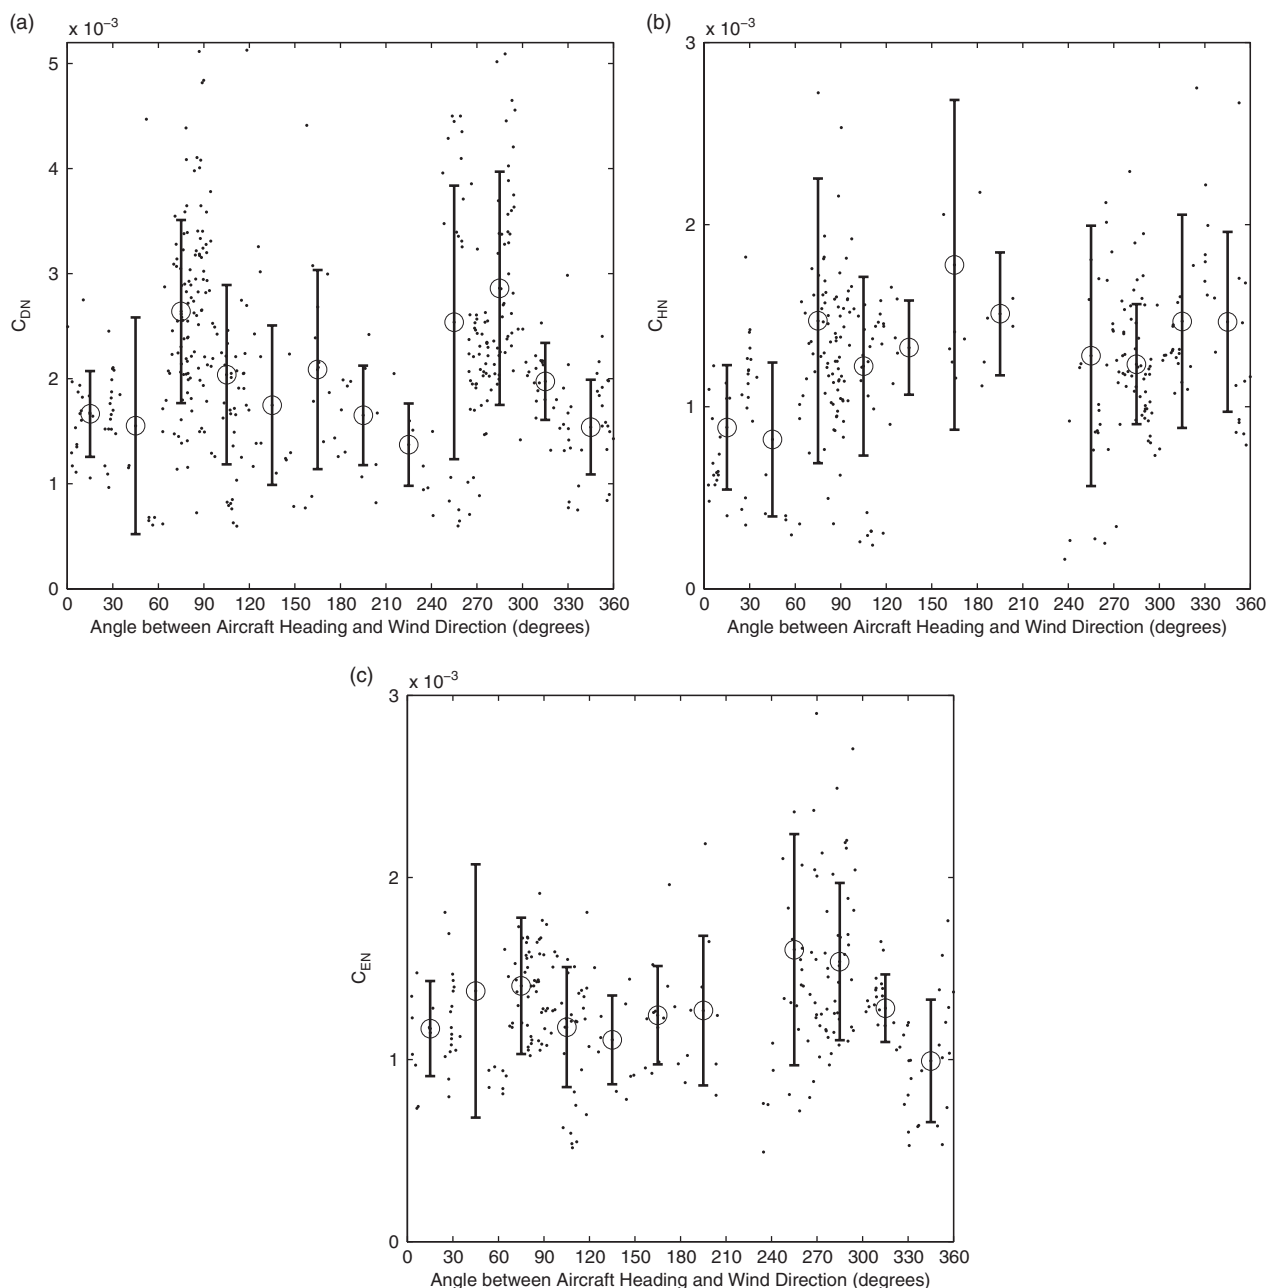 (a)
x 10⁻³
5
4
3
2
1
0
C_DN
0 30 60 90 120 150 180 210 240 270 300 330 360
Angle between Aircraft Heading and Wind Direction (degrees)
(b)
x 10⁻³
3
2
1
0
C_HN
0 30 60 90 120 150 180 210 240 270 300 330 360
Angle between Aircraft Heading and Wind Direction (degrees)
(c)
x 10⁻³
3
2
1
0
C_EN
0 30 60 90 120 150 180 210 240 270 300 330 360
Angle between Aircraft Heading and Wind Direction (degrees)